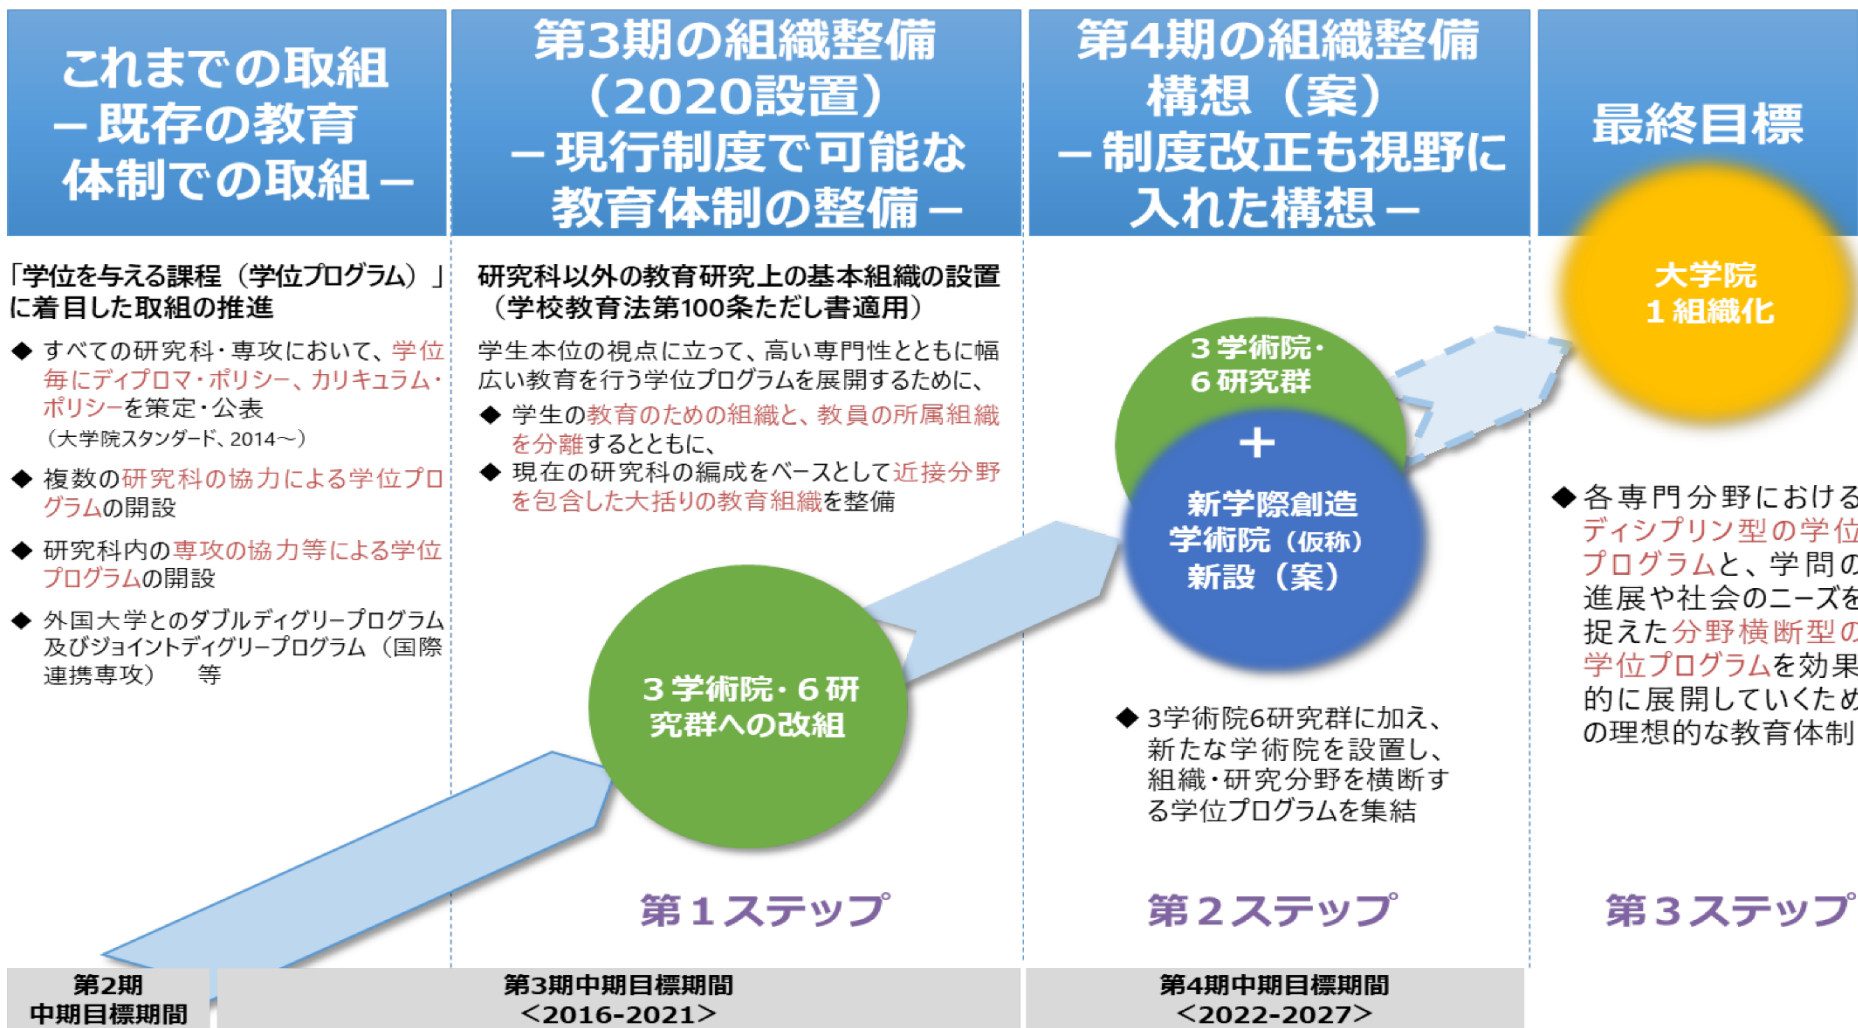 これまでの取組
－既存の教育
体制での取組－
「学位を与える課程（学位プログラム）」
に着目した取組の推進
◆ すべての研究科・専攻において、学位
毎にディプロマ・ポリシー、カリキュラム・
ポリシーを策定・公表
（大学院スタンダード、2014～）
◆ 複数の研究科の協力による学位プロ
グラムの開設
◆ 研究科内の専攻の協力等による学位
プログラムの開設
◆ 外国大学とのダブルディグリープログラム
及びジョイントディグリープログラム（国際
連携専攻）　等
第3期の組織整備
（2020設置）
－現行制度で可能な
教育体制の整備－
研究科以外の教育研究上の基本組織の設置
（学校教育法第100条ただし書適用）
学生本位の視点に立って、高い専門性とともに幅
広い教育を行う学位プログラムを展開するために、
◆ 学生の教育のための組織と、教員の所属組織
を分離するとともに、
◆ 現在の研究科の編成をベースとして近接分野
を包含した大括りの教育組織を整備
３学術院・６研
究群への改組
第１ステップ
第4期の組織整備
構想（案）
－制度改正も視野に
入れた構想－
３学術院・
６研究群
＋
新学際創造
学術院（仮称）
新設（案）
◆ 3学術院6研究群に加え、
新たな学術院を設置し、
組織・研究分野を横断す
る学位プログラムを集結
第２ステップ
最終目標
大学院
１組織化
◆ 各専門分野における
ディシプリン型の学位
プログラムと、学問の
進展や社会のニーズを
捉えた分野横断型の
学位プログラムを効果
的に展開していくため
の理想的な教育体制
第３ステップ
第2期
中期目標期間
第3期中期目標期間
＜2016-2021＞
第4期中期目標期間
＜2022-2027＞